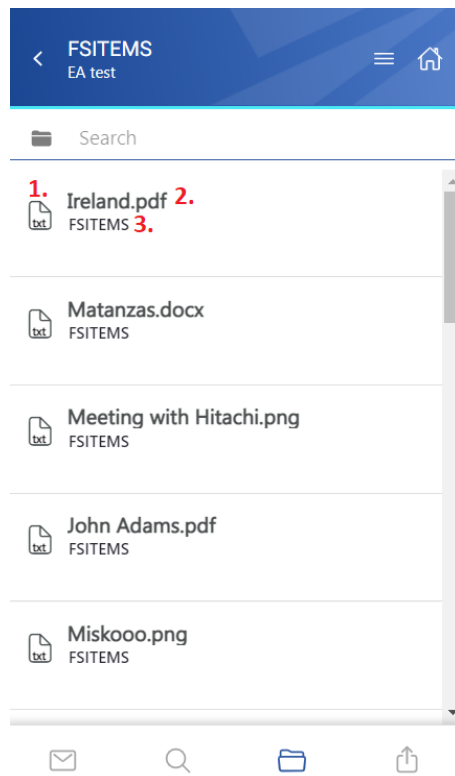 FSITEMS
EA test
Search
1.
Ireland.pdf 2.
txt
FSITEMS 3.
Matanzas.docx
txt
FSITEMS
Meeting with Hitachi.png
txt
FSITEMS
John Adams.pdf
txt
FSITEMS
Miskooo.png
txt
FSITEMS